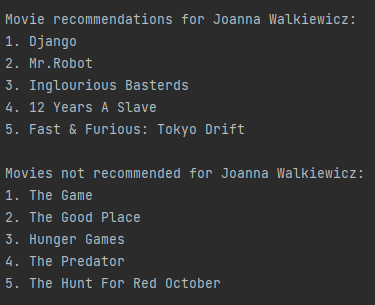 Movie recommendations for Joanna Walkiewicz:
1. Django
2. Mr.Robot
3. Inglourious Basterds
4. 12 Years A Slave
5. Fast & Furious: Tokyo Drift
Movies not recommended for Joanna Walkiewicz:
1. The Game
2. The Good Place
3. Hunger Games
4. The Predator
5. The Hunt For Red October